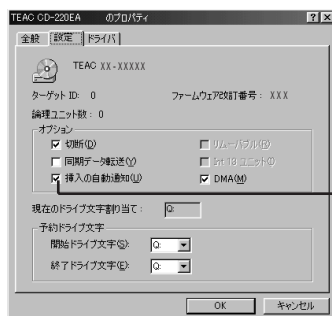 TEAC CD-220EA のプロパティ
全般 設定 ドライバ
TEAC XX-XXXXX
ターゲット ID: 0 ファームウェア改訂番号: XXX
論理ユニット数: 0
オプション
切断(D) リムーバブル(B)
同期データ転送(Y) Int 13 ユニット(I)
挿入の自動通知(U) DMA(M)
現在のドライブ文字割り当て: Q:
予約ドライブ文字
開始ドライブ文字(S): Q:
終了ドライブ文字(E): Q:
OK キャンセル